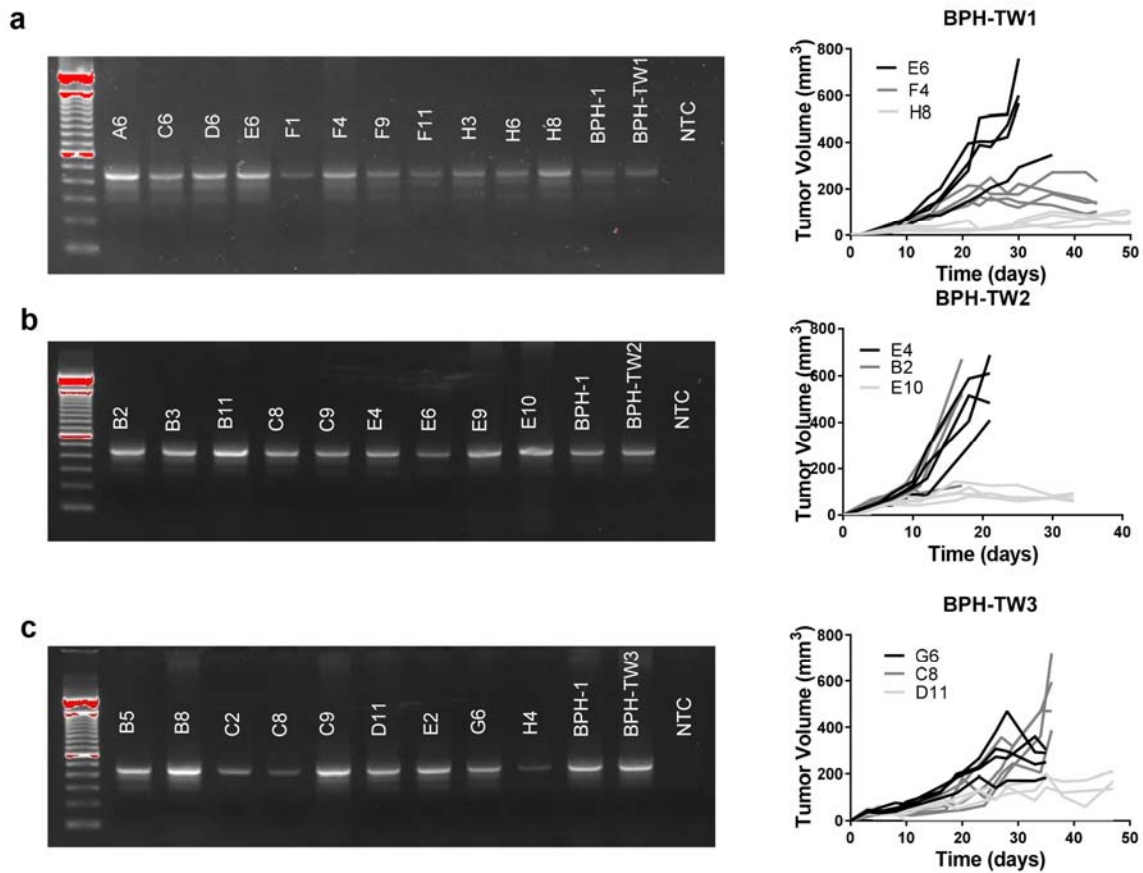 a
A6 C6 D6 E6 F1 F4 F9 F11 H3 H6 H8 BPH-1 BPH-TW1 NTC
BPH-TW1
Tumor Volume (mm³)
800
600
400
200
0
E6
F4
H8
0 10 20 30 40 50
Time (days)
b
B2 B3 B11 C8 C9 E4 E6 E9 E10 BPH-1 BPH-TW2 NTC
BPH-TW2
Tumor Volume (mm³)
800
600
400
200
0
E4
B2
E10
0 10 20 30 40
Time (days)
c
B5 B8 C2 C8 C9 D11 E2 G6 H4 BPH-1 BPH-TW3 NTC
BPH-TW3
Tumor Volume (mm³)
800
600
400
200
0
G6
C8
D11
0 10 20 30 40 50
Time (days)